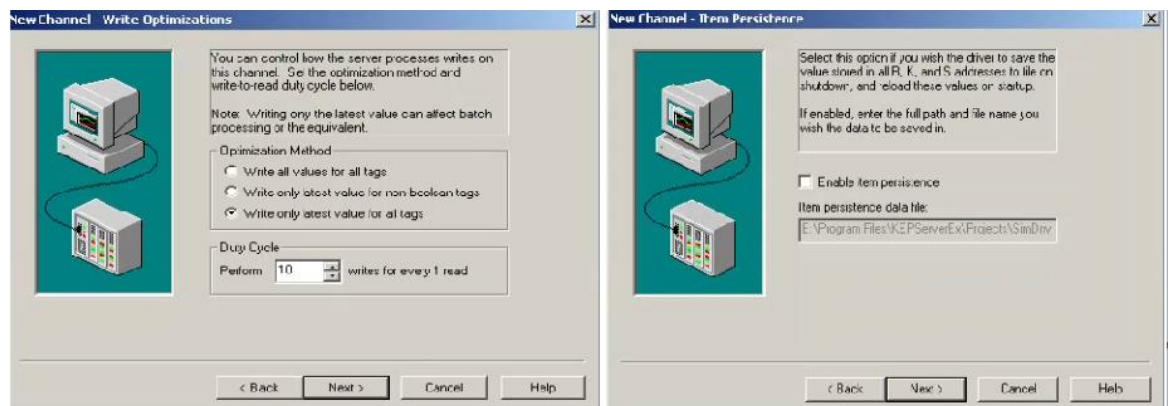 New Channel - Write Optimizations
You can control how the server processes writes on
this channel. Set the optimization method and
write-to-read duty cycle below.
Note: Writing only the latest value can affect batch
processing or the equivalent.
Optimization Method
Write all values for all tags
Write only latest value for non-boolean tags
Write only latest value for all tags
Duty Cycle
Perform 10 writes for every 1 read
< Back Next > Cancel Help
New Channel - Item Persistence
Select this option if you wish the driver to save the
value stored in all R, K, and S addresses to file on
shutdown, and reload these values on startup.
If enabled, enter the full path and file name you
wish the data to be saved in.
Enable item persistence
Item persistence data file:
E:\Program Files\KEPServerEx\Projects\SimDriv
< Back Next > Cancel Help